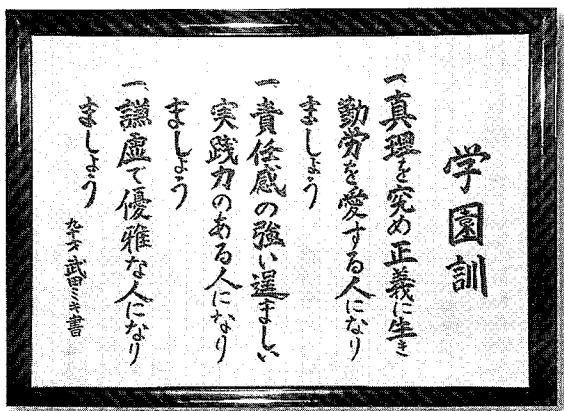 学園訓
一、真理を究め正義に生き
勤労を愛する人になり
ましょう
一、責任感の強い逞ましい
実践力のある人になり
ましょう
一、謙虚で優雅な人になり
ましょう
武田ミキ書